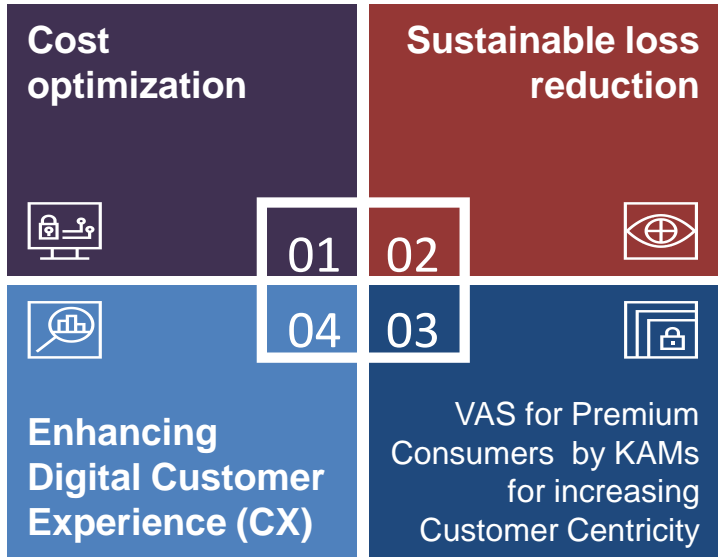 Cost
optimization
Sustainable loss
reduction
01
02
04
03
Enhancing
Digital Customer
Experience (CX)
VAS for Premium
Consumers by KAMs
for increasing
Customer Centricity